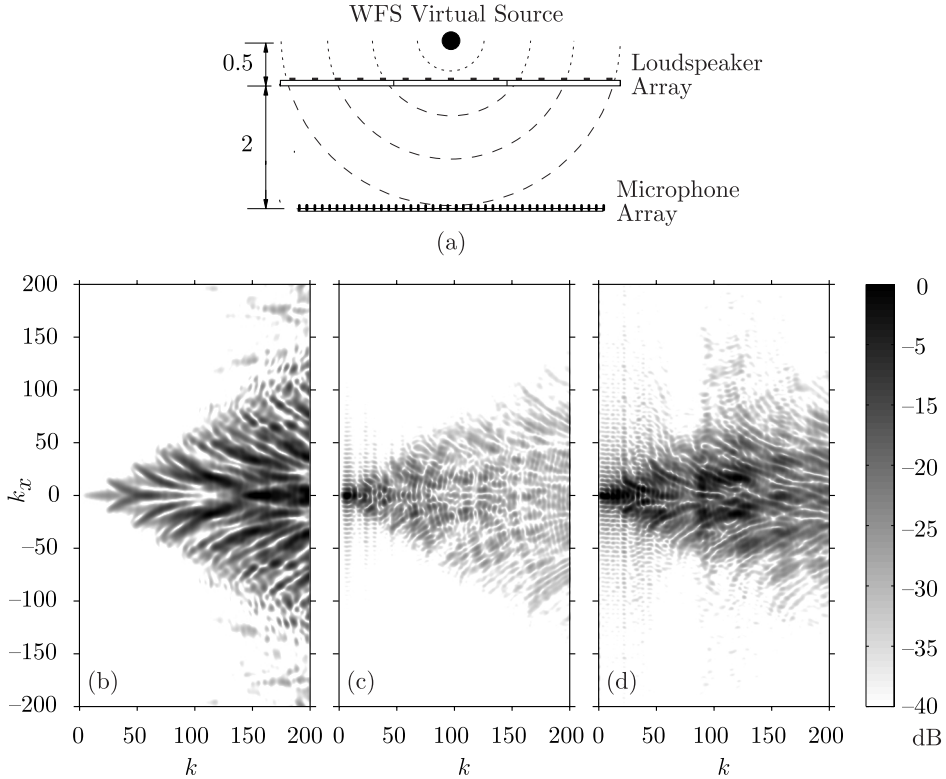 WFS Virtual Source
0.5
Loudspeaker
Array
2
Microphone
Array
(a)
200
150
100
50
0
–50
–100
–150
–200
k_x
(b)
(c)
(d)
0
–5
–15
–20
–25
–30
–35
–40
dB
0 50 100 150 200
0 50 100 150 200
0 50 100 150 200
k
k
k